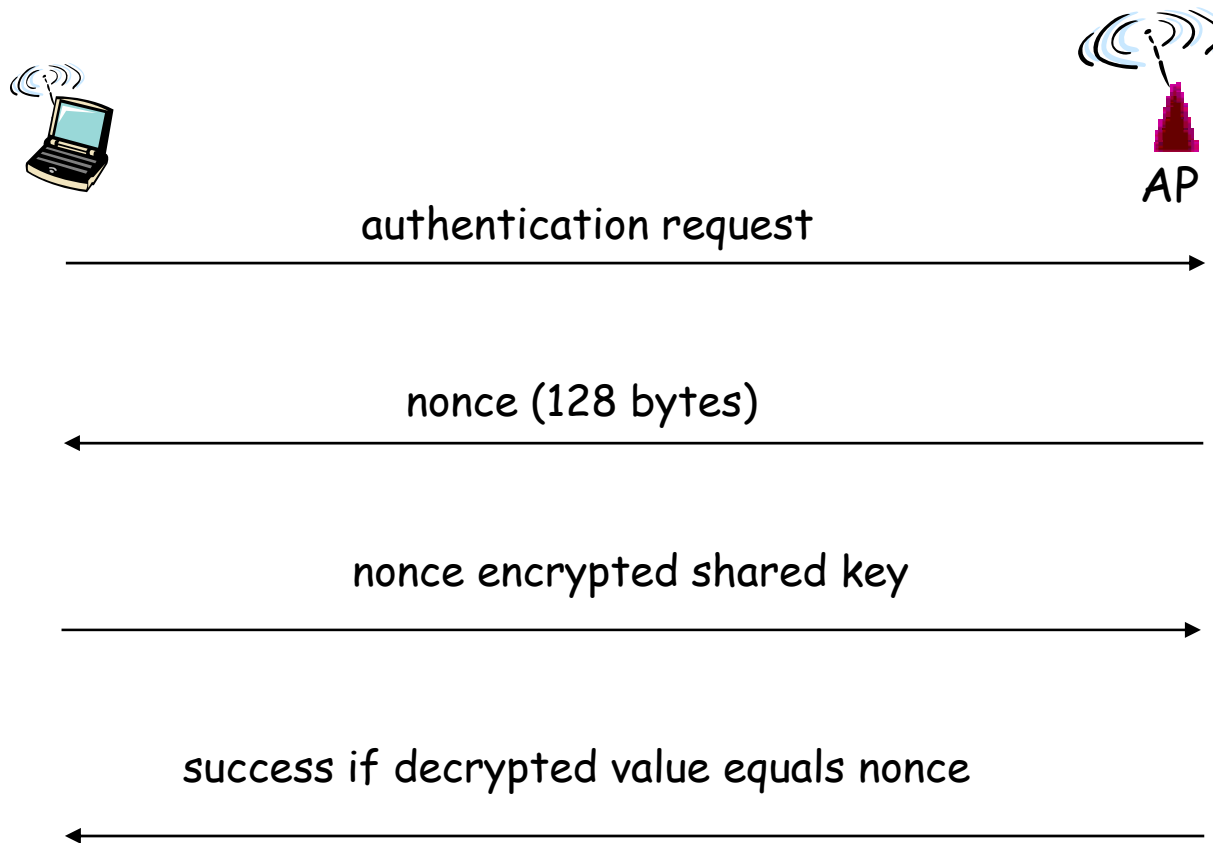 AP
authentication request
nonce (128 bytes)
nonce encrypted shared key
success if decrypted value equals nonce